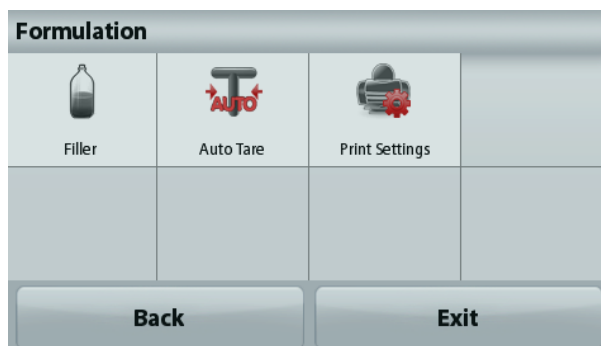 Formulation
AUTO
Filler
Auto Tare
Print Settings
Back
Exit